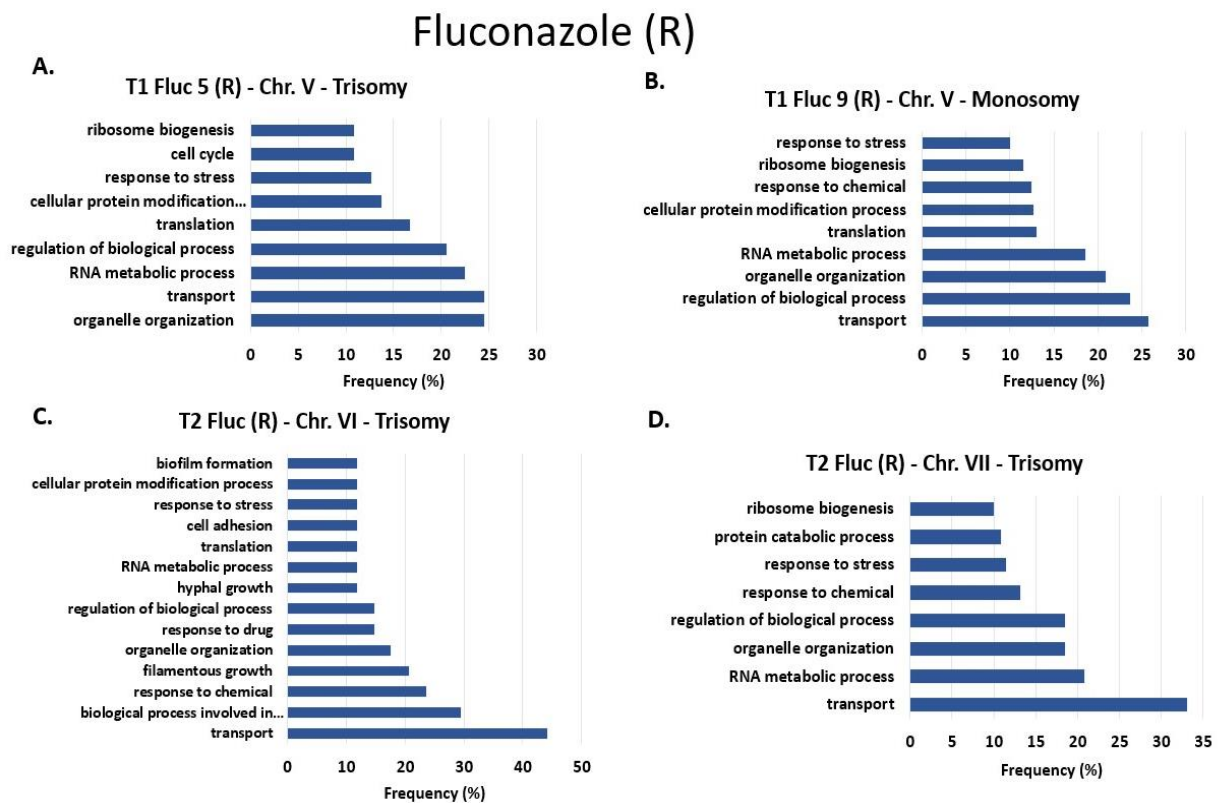 Fluconazole (R)
A.
T1 Fluc 5 (R) - Chr. V - Trisomy
ribosome biogenesis
cell cycle
response to stress
cellular protein modification...
translation
regulation of biological process
RNA metabolic process
transport
organelle organization
0 5 10 15 20 25 30
Frequency (%)
B.
T1 Fluc 9 (R) - Chr. V - Monosomy
response to stress
ribosome biogenesis
response to chemical
cellular protein modification process
translation
RNA metabolic process
organelle organization
regulation of biological process
transport
0 5 10 15 20 25 30
Frequency (%)
C.
T2 Fluc (R) - Chr. VI - Trisomy
biofilm formation
cellular protein modification process
response to stress
cell adhesion
translation
RNA metabolic process
hyphal growth
regulation of biological process
response to drug
organelle organization
filamentous growth
response to chemical
biological process involved in...
transport
0 10 20 30 40 50
Frequency (%)
D.
T2 Fluc (R) - Chr. VII - Trisomy
ribosome biogenesis
protein catabolic process
response to stress
response to chemical
regulation of biological process
organelle organization
RNA metabolic process
transport
0 5 10 15 20 25 30 35
Frequency (%)